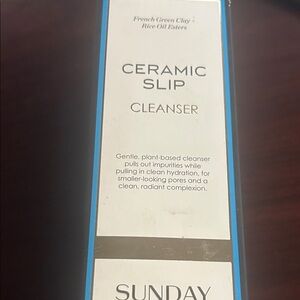 French Green Clay +
Rice Oil Esters
CERAMIC
SLIP
CLEANSER
Gentle, plant-based cleanser
pulls out impurities while
pulling in clean hydration, for
smaller-looking pores and a
clean, radiant complexion.
SUNDAY